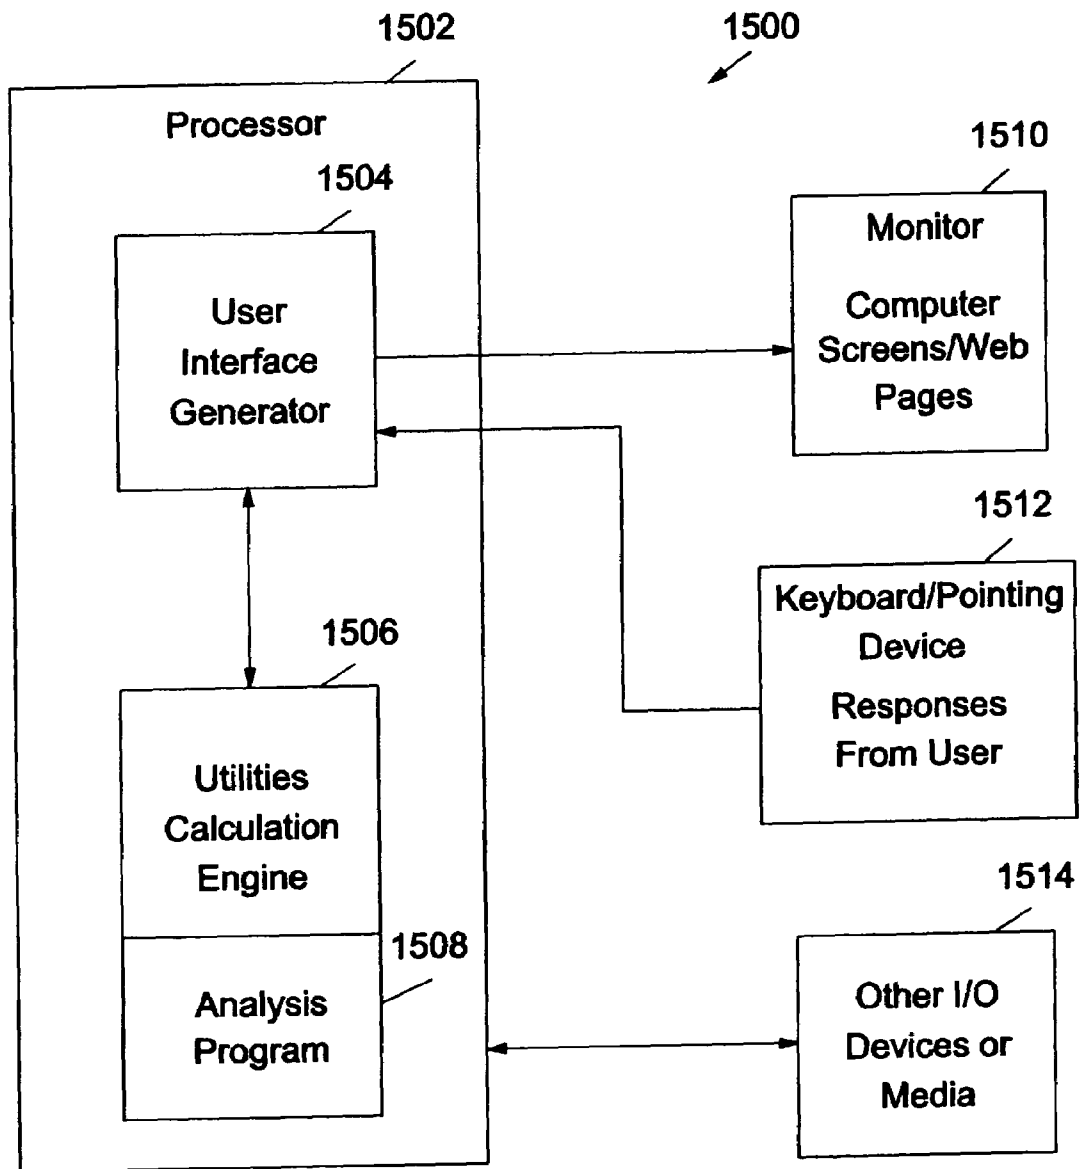 1502
1500
Processor
1504
1510
User
Interface
Generator
Monitor
Computer
Screens/Web
Pages
1512
Keyboard/Pointing
Device
Responses
From User
1506
Utilities
Calculation
Engine
1508
Analysis
Program
1514
Other I/O
Devices or
Media